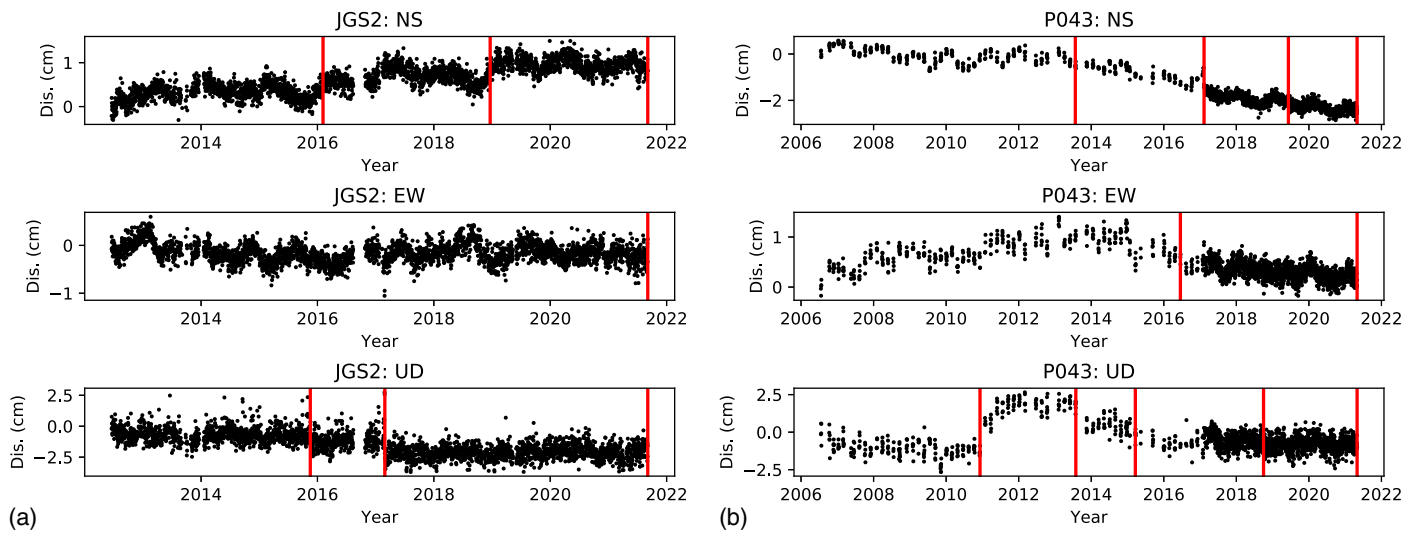 JGS2: NS
1
0
Dis. (cm)
2014 2016 2018 2020 2022
Year
JGS2: EW
0
−1
Dis. (cm)
2014 2016 2018 2020 2022
Year
JGS2: UD
2.5
0.0
−2.5
Dis. (cm)
2014 2016 2018 2020 2022
Year
(a)
P043: NS
0
−2
Dis. (cm)
2006 2008 2010 2012 2014 2016 2018 2020 2022
Year
P043: EW
1
0
Dis. (cm)
2006 2008 2010 2012 2014 2016 2018 2020 2022
Year
P043: UD
2.5
0.0
−2.5
Dis. (cm)
2006 2008 2010 2012 2014 2016 2018 2020 2022
Year
(b)